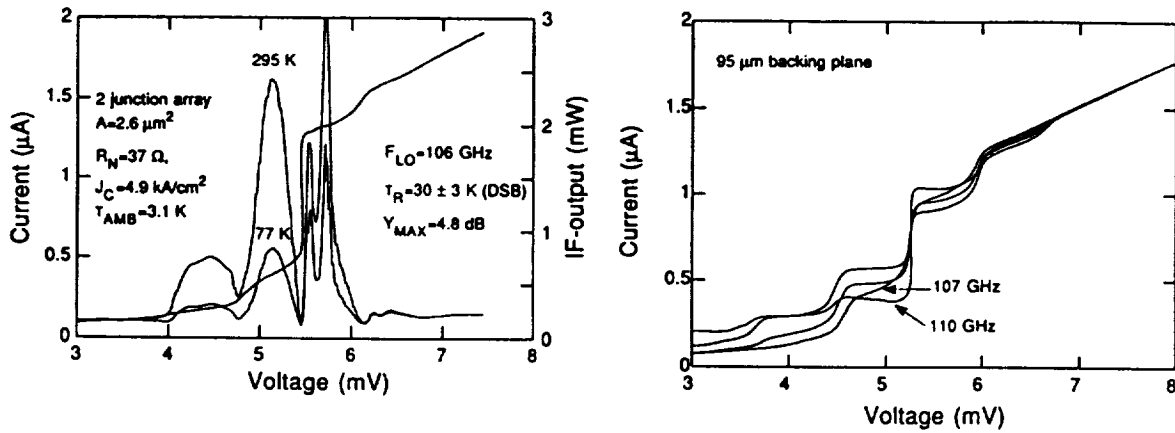 2
1.5
1
0.5
0
Current (μA)
3
2
1
0
IF-output (mW)
3 4 5 6 7 8
Voltage (mV)
295 K
77 K
2 junction array
A=2.6 μm²
R_N=37 Ω,
J_C=4.9 kA/cm²
T_AMB=3.1 K
F_LO=106 GHz
T_R=30 ± 3 K (DSB)
Y_MAX=4.8 dB
2
1.5
1
0.5
0
Current (μA)
95 μm backing plane
107 GHz
110 GHz
3 4 5 6 7 8
Voltage (mV)